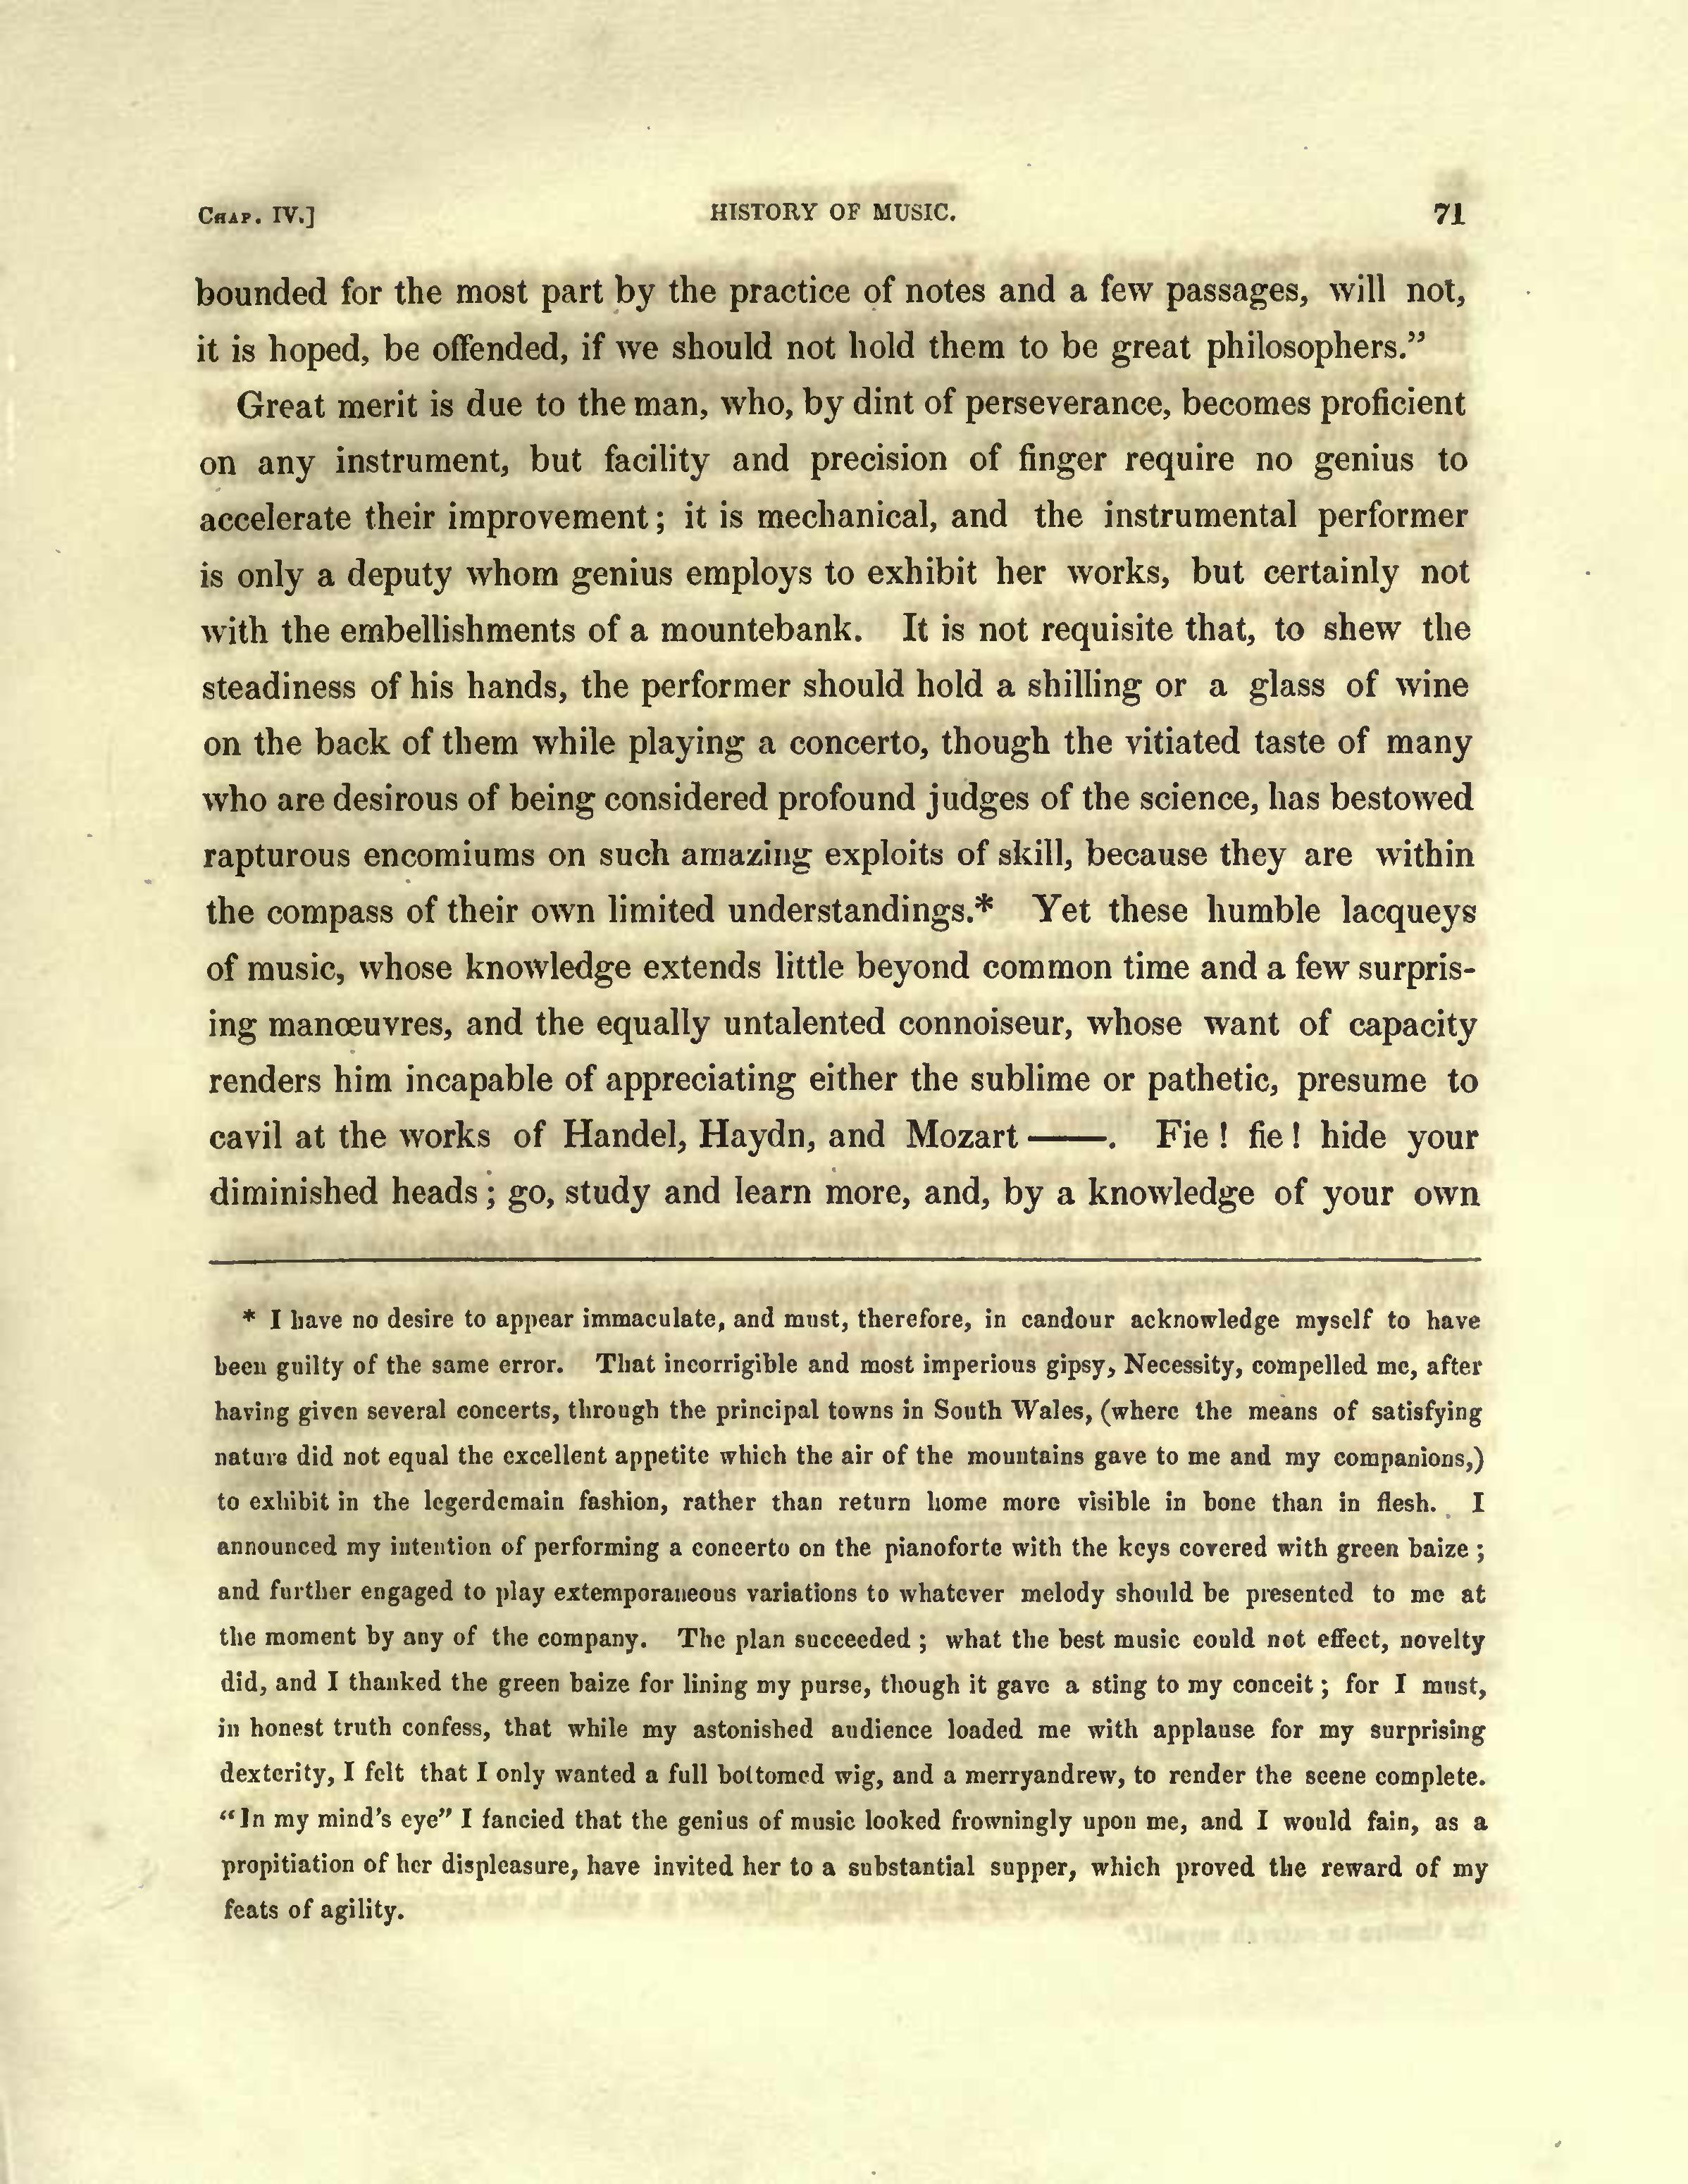 CHAP. IV.] HISTORY OF MUSIC. 71
bounded for the most part by the practice of notes and a few passages, will not,
it is hoped, be offended, if we should not hold them to be great philosophers.”
Great merit is due to the man, who, by dint of perseverance, becomes proficient
on any instrument, but facility and precision of finger require no genius to
accelerate their improvement; it is mechanical, and the instrumental performer
is only a deputy whom genius employs to exhibit her works, but certainly not
with the embellishments of a mountebank. It is not requisite that, to shew the
steadiness of his hands, the performer should hold a shilling or a glass of wine
on the back of them while playing a concerto, though the vitiated taste of many
who are desirous of being considered profound judges of the science, has bestowed
rapturous encomiums on such amazing exploits of skill, because they are within
the compass of their own limited understandings.* Yet these humble lacqueys
of music, whose knowledge extends little beyond common time and a few surpris-
ing manœuvres, and the equally untalented connoiseur, whose want of capacity
renders him incapable of appreciating either the sublime or pathetic, presume to
cavil at the works of Handel, Haydn, and Mozart ——. Fie! fie! hide your
diminished heads; go, study and learn more, and, by a knowledge of your own
* I have no desire to appear immaculate, and must, therefore, in candour acknowledge myself to have
been guilty of the same error. That incorrigible and most imperious gipsy, Necessity, compelled me, after
having given several concerts, through the principal towns in South Wales, (where the means of satisfying
nature did not equal the excellent appetite which the air of the mountains gave to me and my companions,)
to exhibit in the legerdemain fashion, rather than return home more visible in bone than in flesh. I
announced my intention of performing a concerto on the pianoforte with the keys covered with green baize;
and further engaged to play extemporaneous variations to whatever melody should be presented to me at
the moment by any of the company. The plan succeeded; what the best music could not effect, novelty
did, and I thanked the green baize for lining my purse, though it gave a sting to my conceit; for I must,
in honest truth confess, that while my astonished audience loaded me with applause for my surprising
dexterity, I felt that I only wanted a full bottomed wig, and a merryandrew, to render the scene complete.
“In my mind’s eye” I fancied that the genius of music looked frowningly upon me, and I would fain, as a
propitiation of her displeasure, have invited her to a substantial supper, which proved the reward of my
feats of agility.